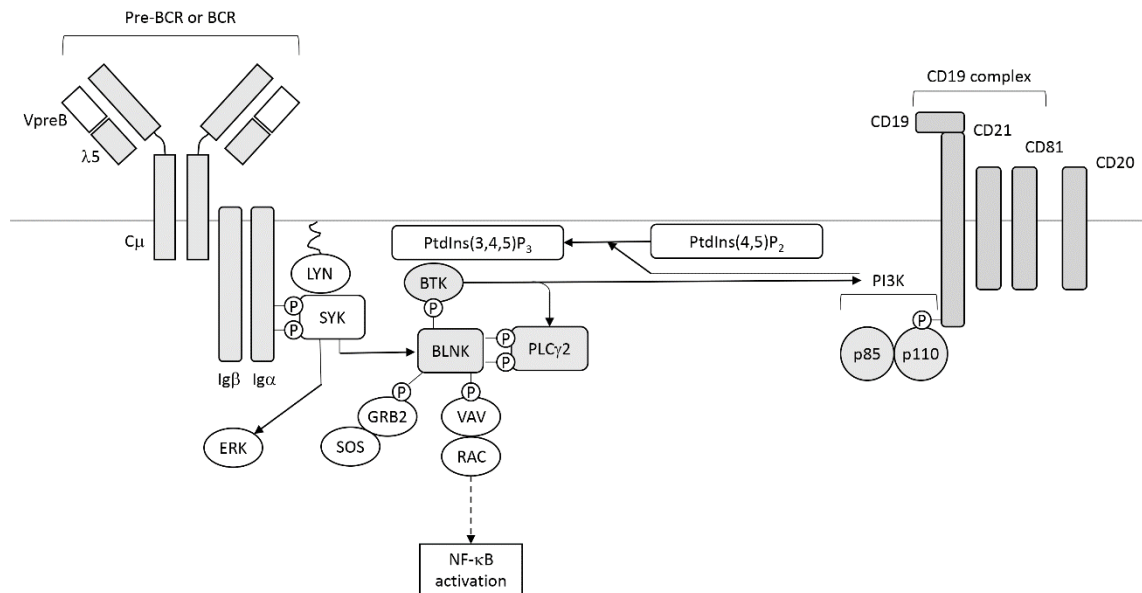 Pre-BCR or BCR
CD19 complex
VpreB
CD19
CD21
λ5
CD81
CD20
Cμ
PtdIns(3,4,5)P3
PtdIns(4,5)P2
LYN
BTK
PI3K
P
P
SYK
P
P
P
BLNK
P
PLCγ2
P
p85
p110
Igβ
Igα
P
P
GRB2
VAV
ERK
SOS
RAC
NF-κB
activation